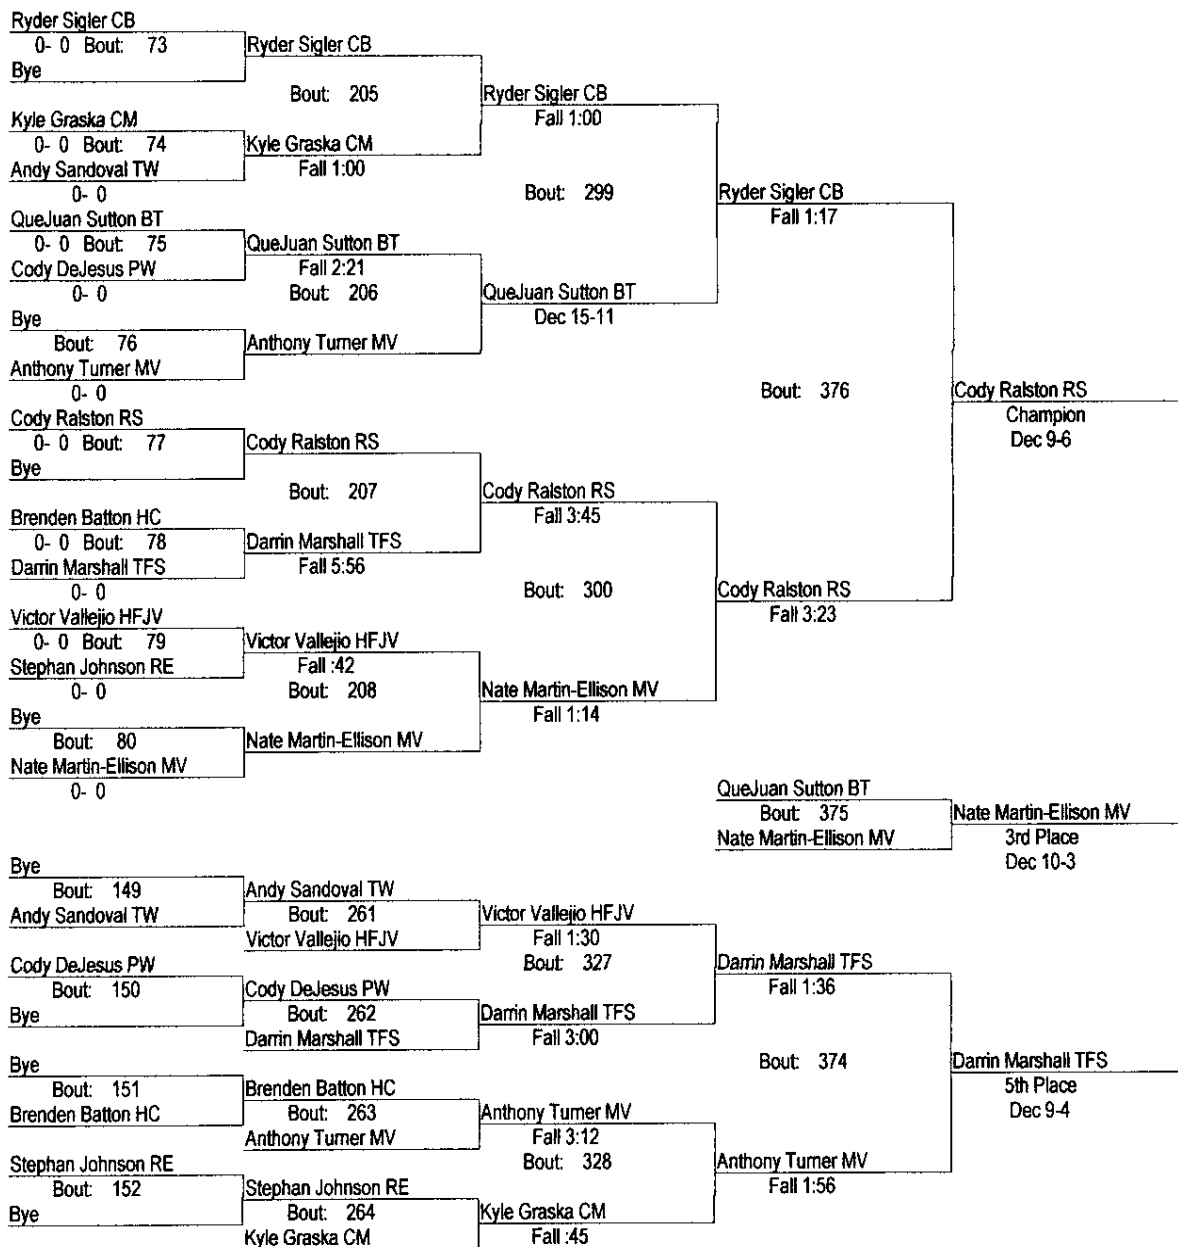 Ryder Sigler CB
0- 0 Bout: 73
Bye
Ryder Sigler CB
Bout: 205
Kyle Graska CM
0- 0 Bout: 74
Andy Sandoval TW
0- 0
Kyle Graska CM
Fall 1:00
Ryder Sigler CB
Fall 1:00
Bout: 299
QueJuan Sutton BT
0- 0 Bout: 75
Cody DeJesus PW
0- 0
QueJuan Sutton BT
Fall 2:21
Bout: 206
Bye
Bout: 76
Anthony Turner MV
0- 0
Anthony Turner MV
QueJuan Sutton BT
Dec 15-11
Ryder Sigler CB
Fall 1:17
Bout: 376
Cody Ralston RS
Champion
Dec 9-6
Cody Ralston RS
0- 0 Bout: 77
Bye
Cody Ralston RS
Bout: 207
Brenden Batton HC
0- 0 Bout: 78
Darrin Marshall TFS
0- 0
Darrin Marshall TFS
Fall 5:56
Cody Ralston RS
Fall 3:45
Bout: 300
Victor Vallejio HFJV
0- 0 Bout: 79
Stephan Johnson RE
0- 0
Victor Vallejio HFJV
Fall :42
Bout: 208
Bye
Bout: 80
Nate Martin-Ellison MV
0- 0
Nate Martin-Ellison MV
Nate Martin-Ellison MV
Fall 1:14
Cody Ralston RS
Fall 3:23
QueJuan Sutton BT
Bout: 375
Nate Martin-Ellison MV
Nate Martin-Ellison MV
3rd Place
Dec 10-3
Bye
Bout: 149
Andy Sandoval TW
Andy Sandoval TW
Bout: 261
Victor Vallejio HFJV
Victor Vallejio HFJV
Fall 1:30
Bout: 327
Cody DeJesus PW
Bout: 150
Bye
Cody DeJesus PW
Bout: 262
Darrin Marshall TFS
Darrin Marshall TFS
Fall 3:00
Darrin Marshall TFS
Fall 1:36
Bout: 374
Darrin Marshall TFS
5th Place
Dec 9-4
Bye
Bout: 151
Brenden Batton HC
Brenden Batton HC
Bout: 263
Anthony Turner MV
Anthony Turner MV
Fall 3:12
Bout: 328
Stephan Johnson RE
Bout: 152
Bye
Stephan Johnson RE
Bout: 264
Kyle Graska CM
Kyle Graska CM
Fall :45
Anthony Turner MV
Fall 1:56